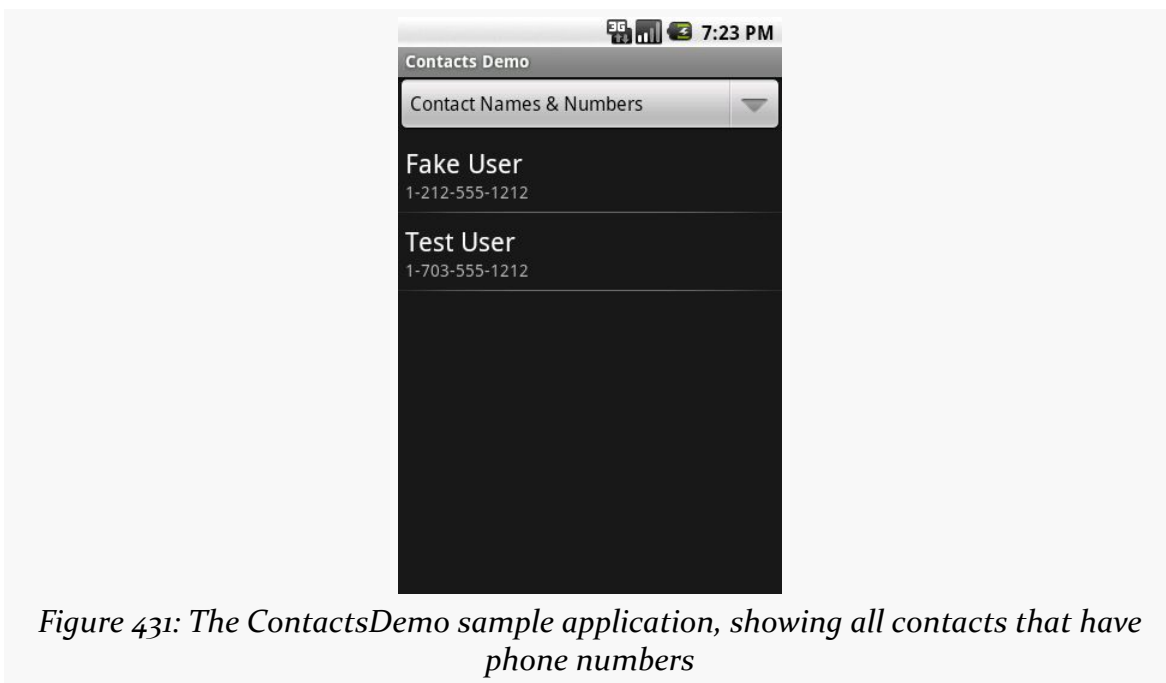 3G 7:23 PM
Contacts Demo
Contact Names & Numbers
Fake User
1-212-555-1212
Test User
1-703-555-1212
Figure 431: The ContactsDemo sample application, showing all contacts that have
phone numbers